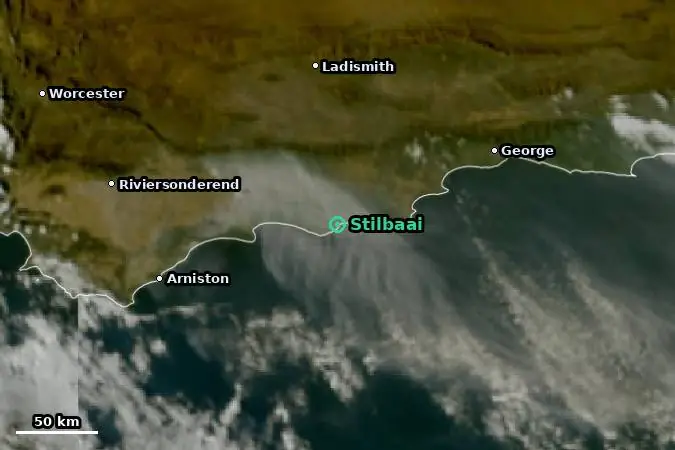 Ladismith
Worcester
George
Riviersonderend
Stilbaai
Arniston
50 km